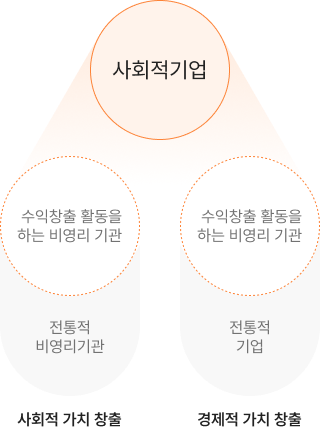 사회적기업
수익창출 활동을
하는 비영리 기관
수익창출 활동을
하는 비영리 기관
전통적
비영리기관
전통적
기업
사회적 가치 창출
경제적 가치 창출